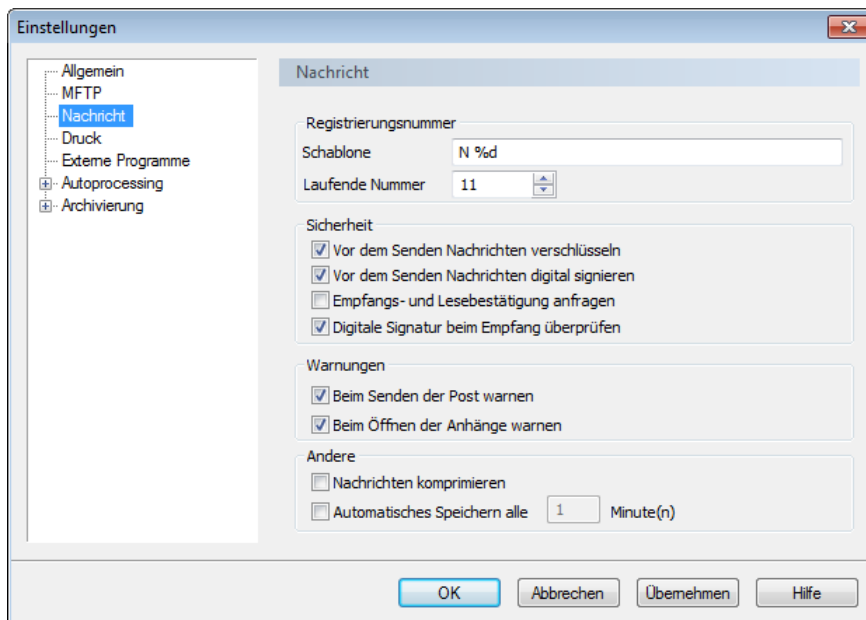 Einstellungen
Allgemein
MFTP
Nachricht
Druck
Externe Programme
Autoprocessing
Archivierung
Nachricht
Registrierungsnummer
Schablone N %d
Laufende Nummer 11
Sicherheit
Vor dem Senden Nachrichten verschlüsseln
Vor dem Senden Nachrichten digital signieren
Empfangs- und Lesebestätigung anfragen
Digitale Signatur beim Empfang überprüfen
Warnungen
Beim Senden der Post warnen
Beim Öffnen der Anhänge warnen
Andere
Nachrichten komprimieren
Automatisches Speichern alle 1 Minute(n)
OK Abbrechen Übernehmen Hilfe